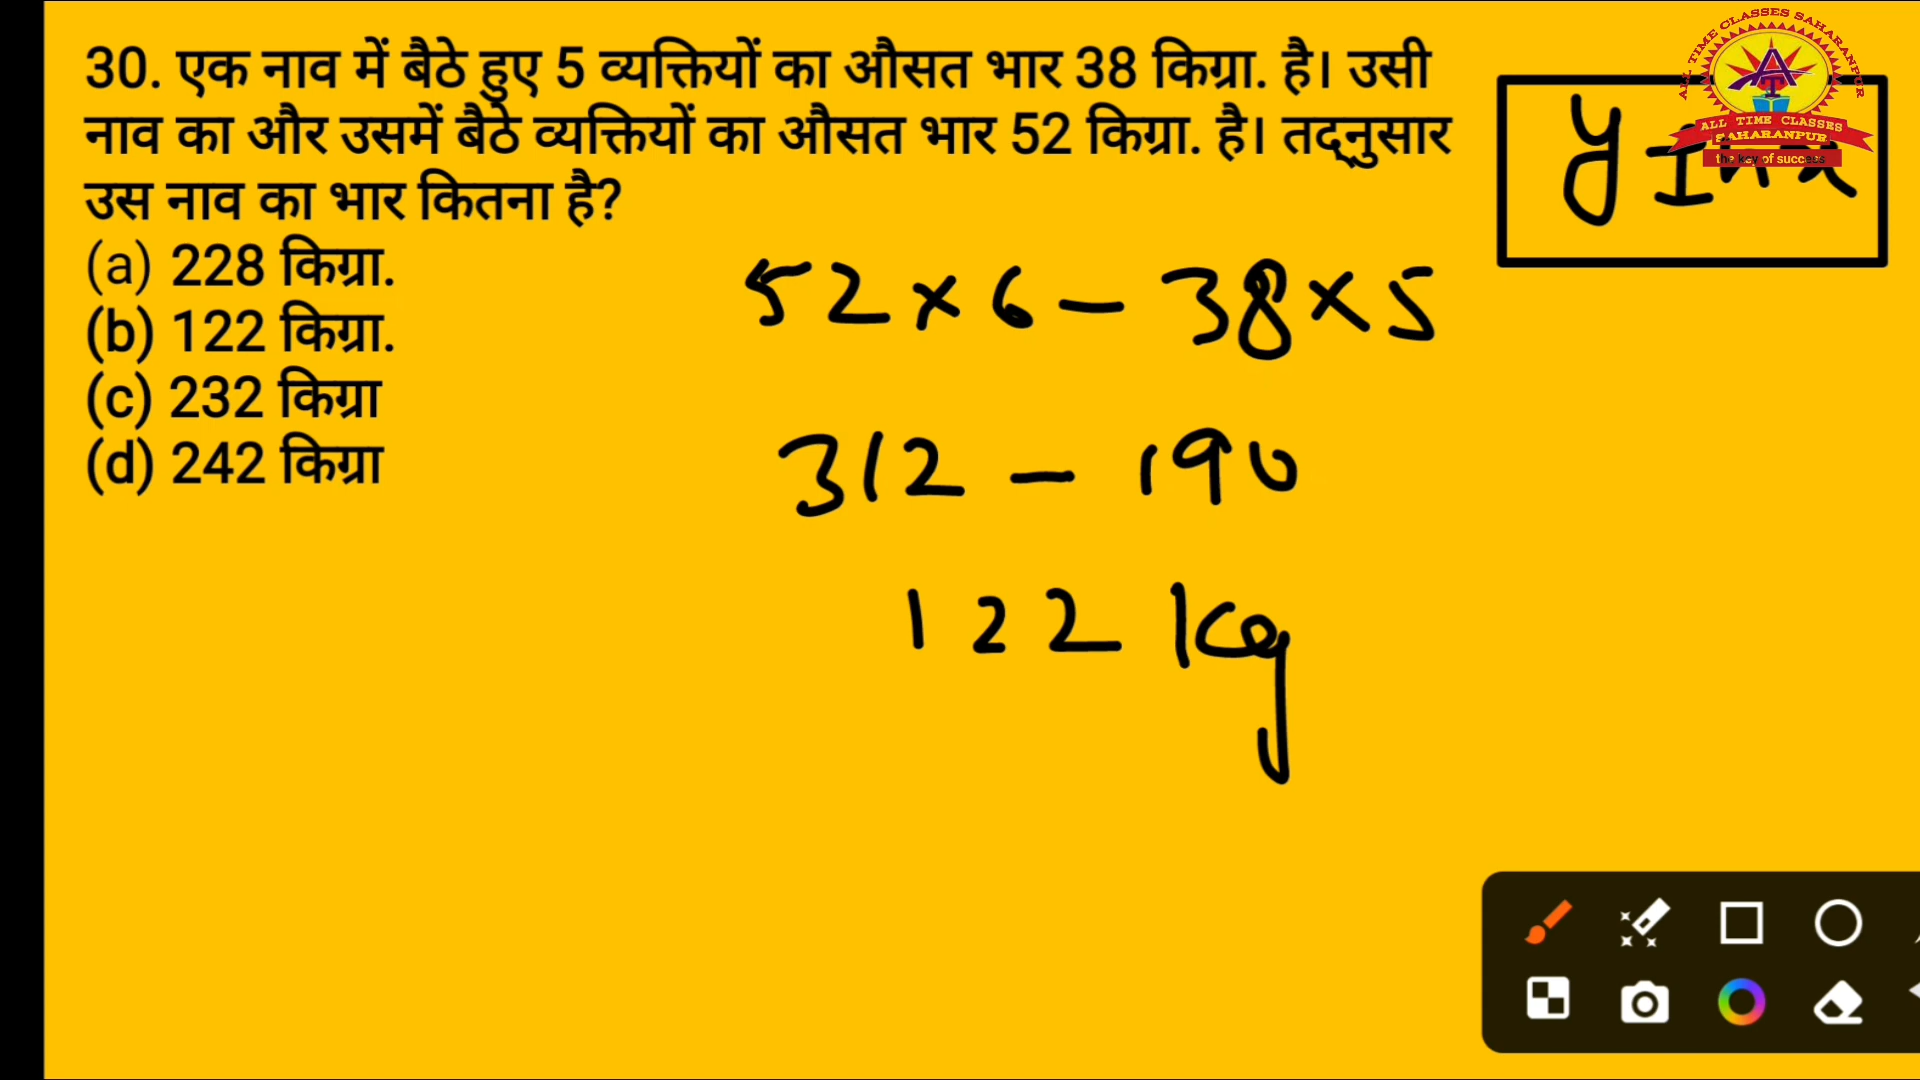 30. एक नाव में बैठे हुए 5 व्यक्तियों का औसत भार 38 किग्रा. है। उसी
नाव का और उसमें बैठे व्यक्तियों का औसत भार 52 किग्रा. है। तद्नुसार
उस नाव का भार कितना है?
(a) 228 किग्रा.
(b) 122 किग्रा.
(c) 232 किग्रा
(d) 242 किग्रा
52 × 6 – 38 × 5
312 – 190
122 kg
ALL TIME CLASSES SAHARANPUR
AT
ALL TIME CLASSES
SAHARANPUR
the key of success